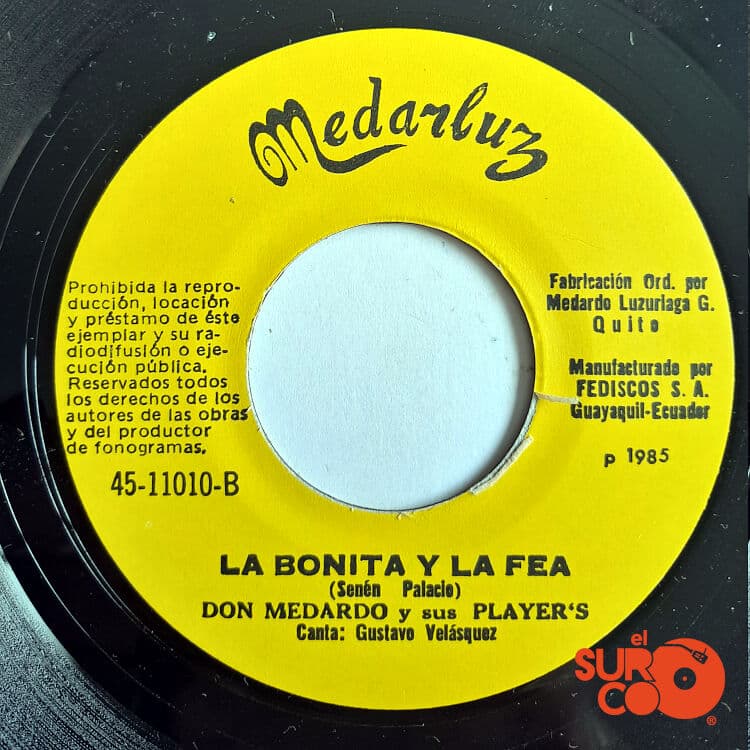 Medarluz
Prohibida la repro-
ducción, locación
y préstamo de éste
ejemplar y su ra-
diodifusión o eje-
cución pública.
Reservados todos
los derechos de los
autores de las obras
y del productor
de fonogramas.
45-11010-B
Fabricación Ord. por
Medardo Luzuriaga G.
Quito
Manufacturado por
FEDISCOS S. A.
Guayaquil-Ecuador
p 1985
LA BONITA Y LA FEA
(Senén Palacio)
DON MEDARDO y sus PLAYER'S
Canta: Gustavo Velásquez
el
SUR
CO
®